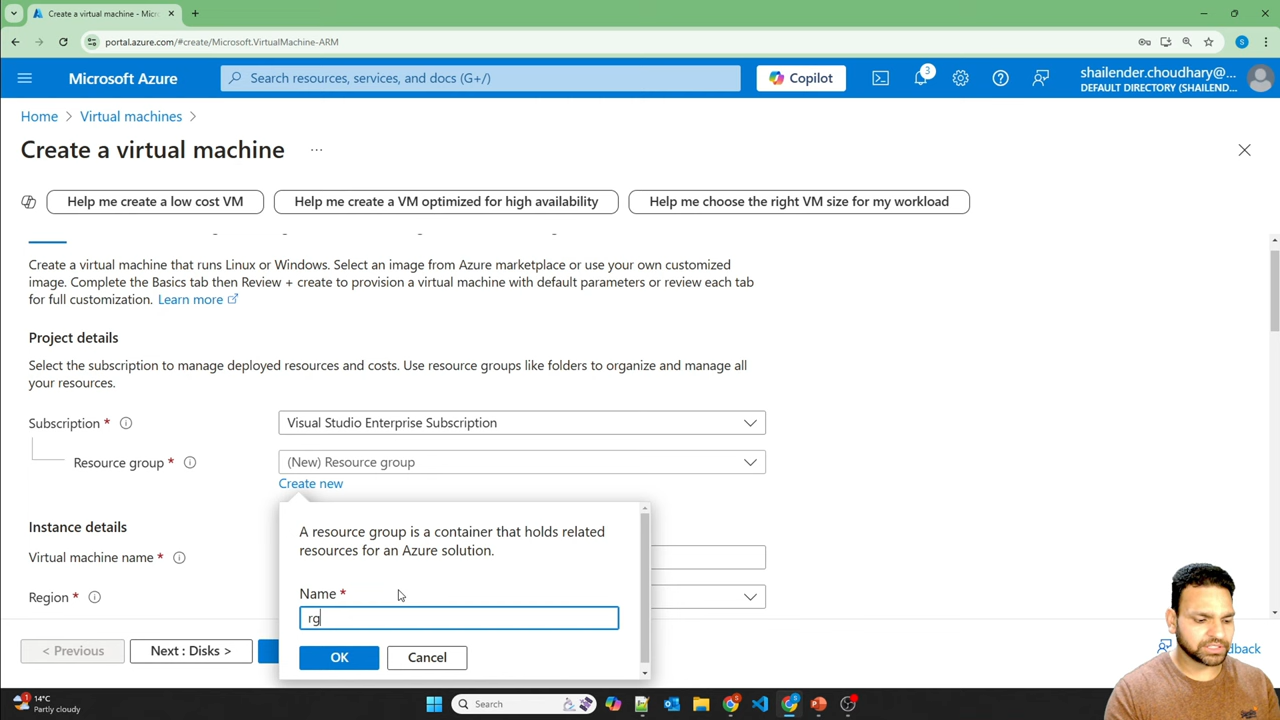 Create a virtual machine - Mic
portal.azure.com/#create/Microsoft.VirtualMachine-ARM
Microsoft Azure
Search resources, services, and docs (G+/)
Copilot
3
shailender.choudhary@...
DEFAULT DIRECTORY (SHAILEND...
Home > Virtual machines >
Create a virtual machine ...
Help me create a low cost VM
Help me create a VM optimized for high availability
Help me choose the right VM size for my workload
Create a virtual machine that runs Linux or Windows. Select an image from Azure marketplace or use your own customized
image. Complete the Basics tab then Review + create to provision a virtual machine with default parameters or review each tab
for full customization. Learn more
Project details
Select the subscription to manage deployed resources and costs. Use resource groups like folders to organize and manage all
your resources.
Subscription *
Visual Studio Enterprise Subscription
Resource group *
(New) Resource group
Create new
A resource group is a container that holds related
resources for an Azure solution.
Name *
rg
OK
Cancel
Instance details
Virtual machine name *
Region *
< Previous
Next : Disks >
1
14°C
Partly cloudy
Search